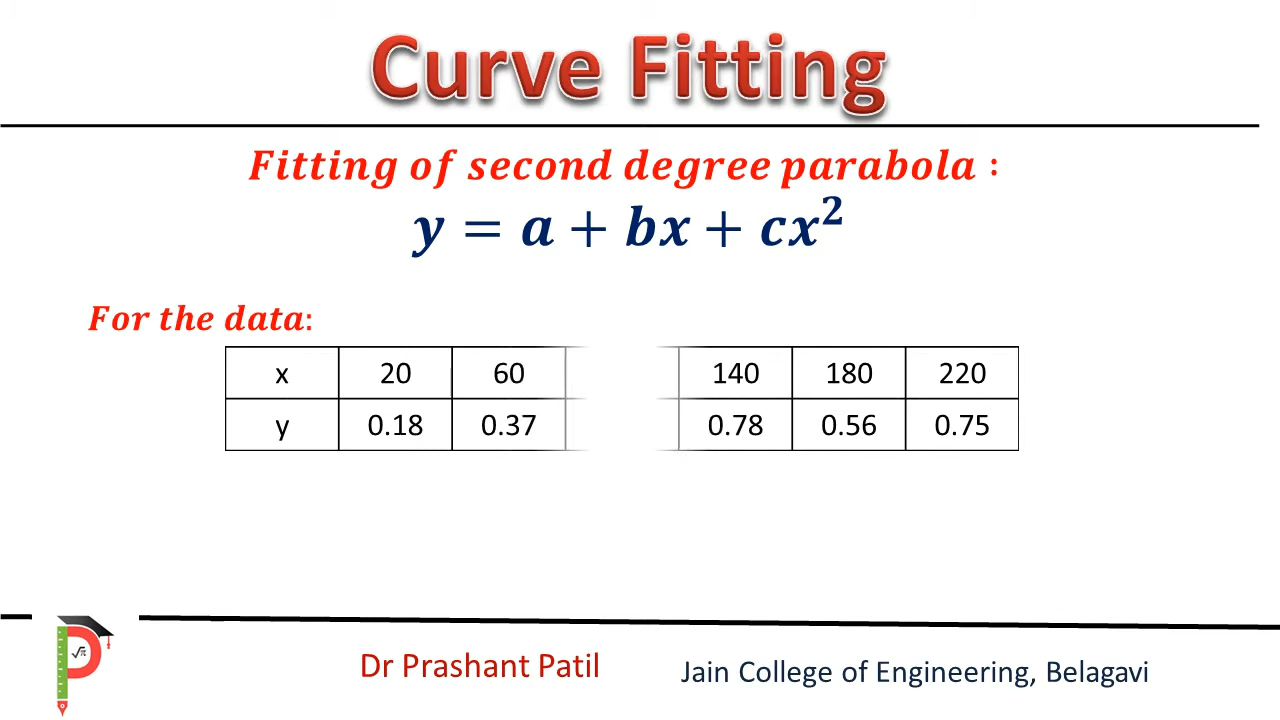 Curve Fitting
Fitting of second degree parabola :
y = a + bx + cx²
For the data:
x 20 60 140 180 220
y 0.18 0.37 0.78 0.56 0.75
√π
Dr Prashant Patil
Jain College of Engineering, Belagavi